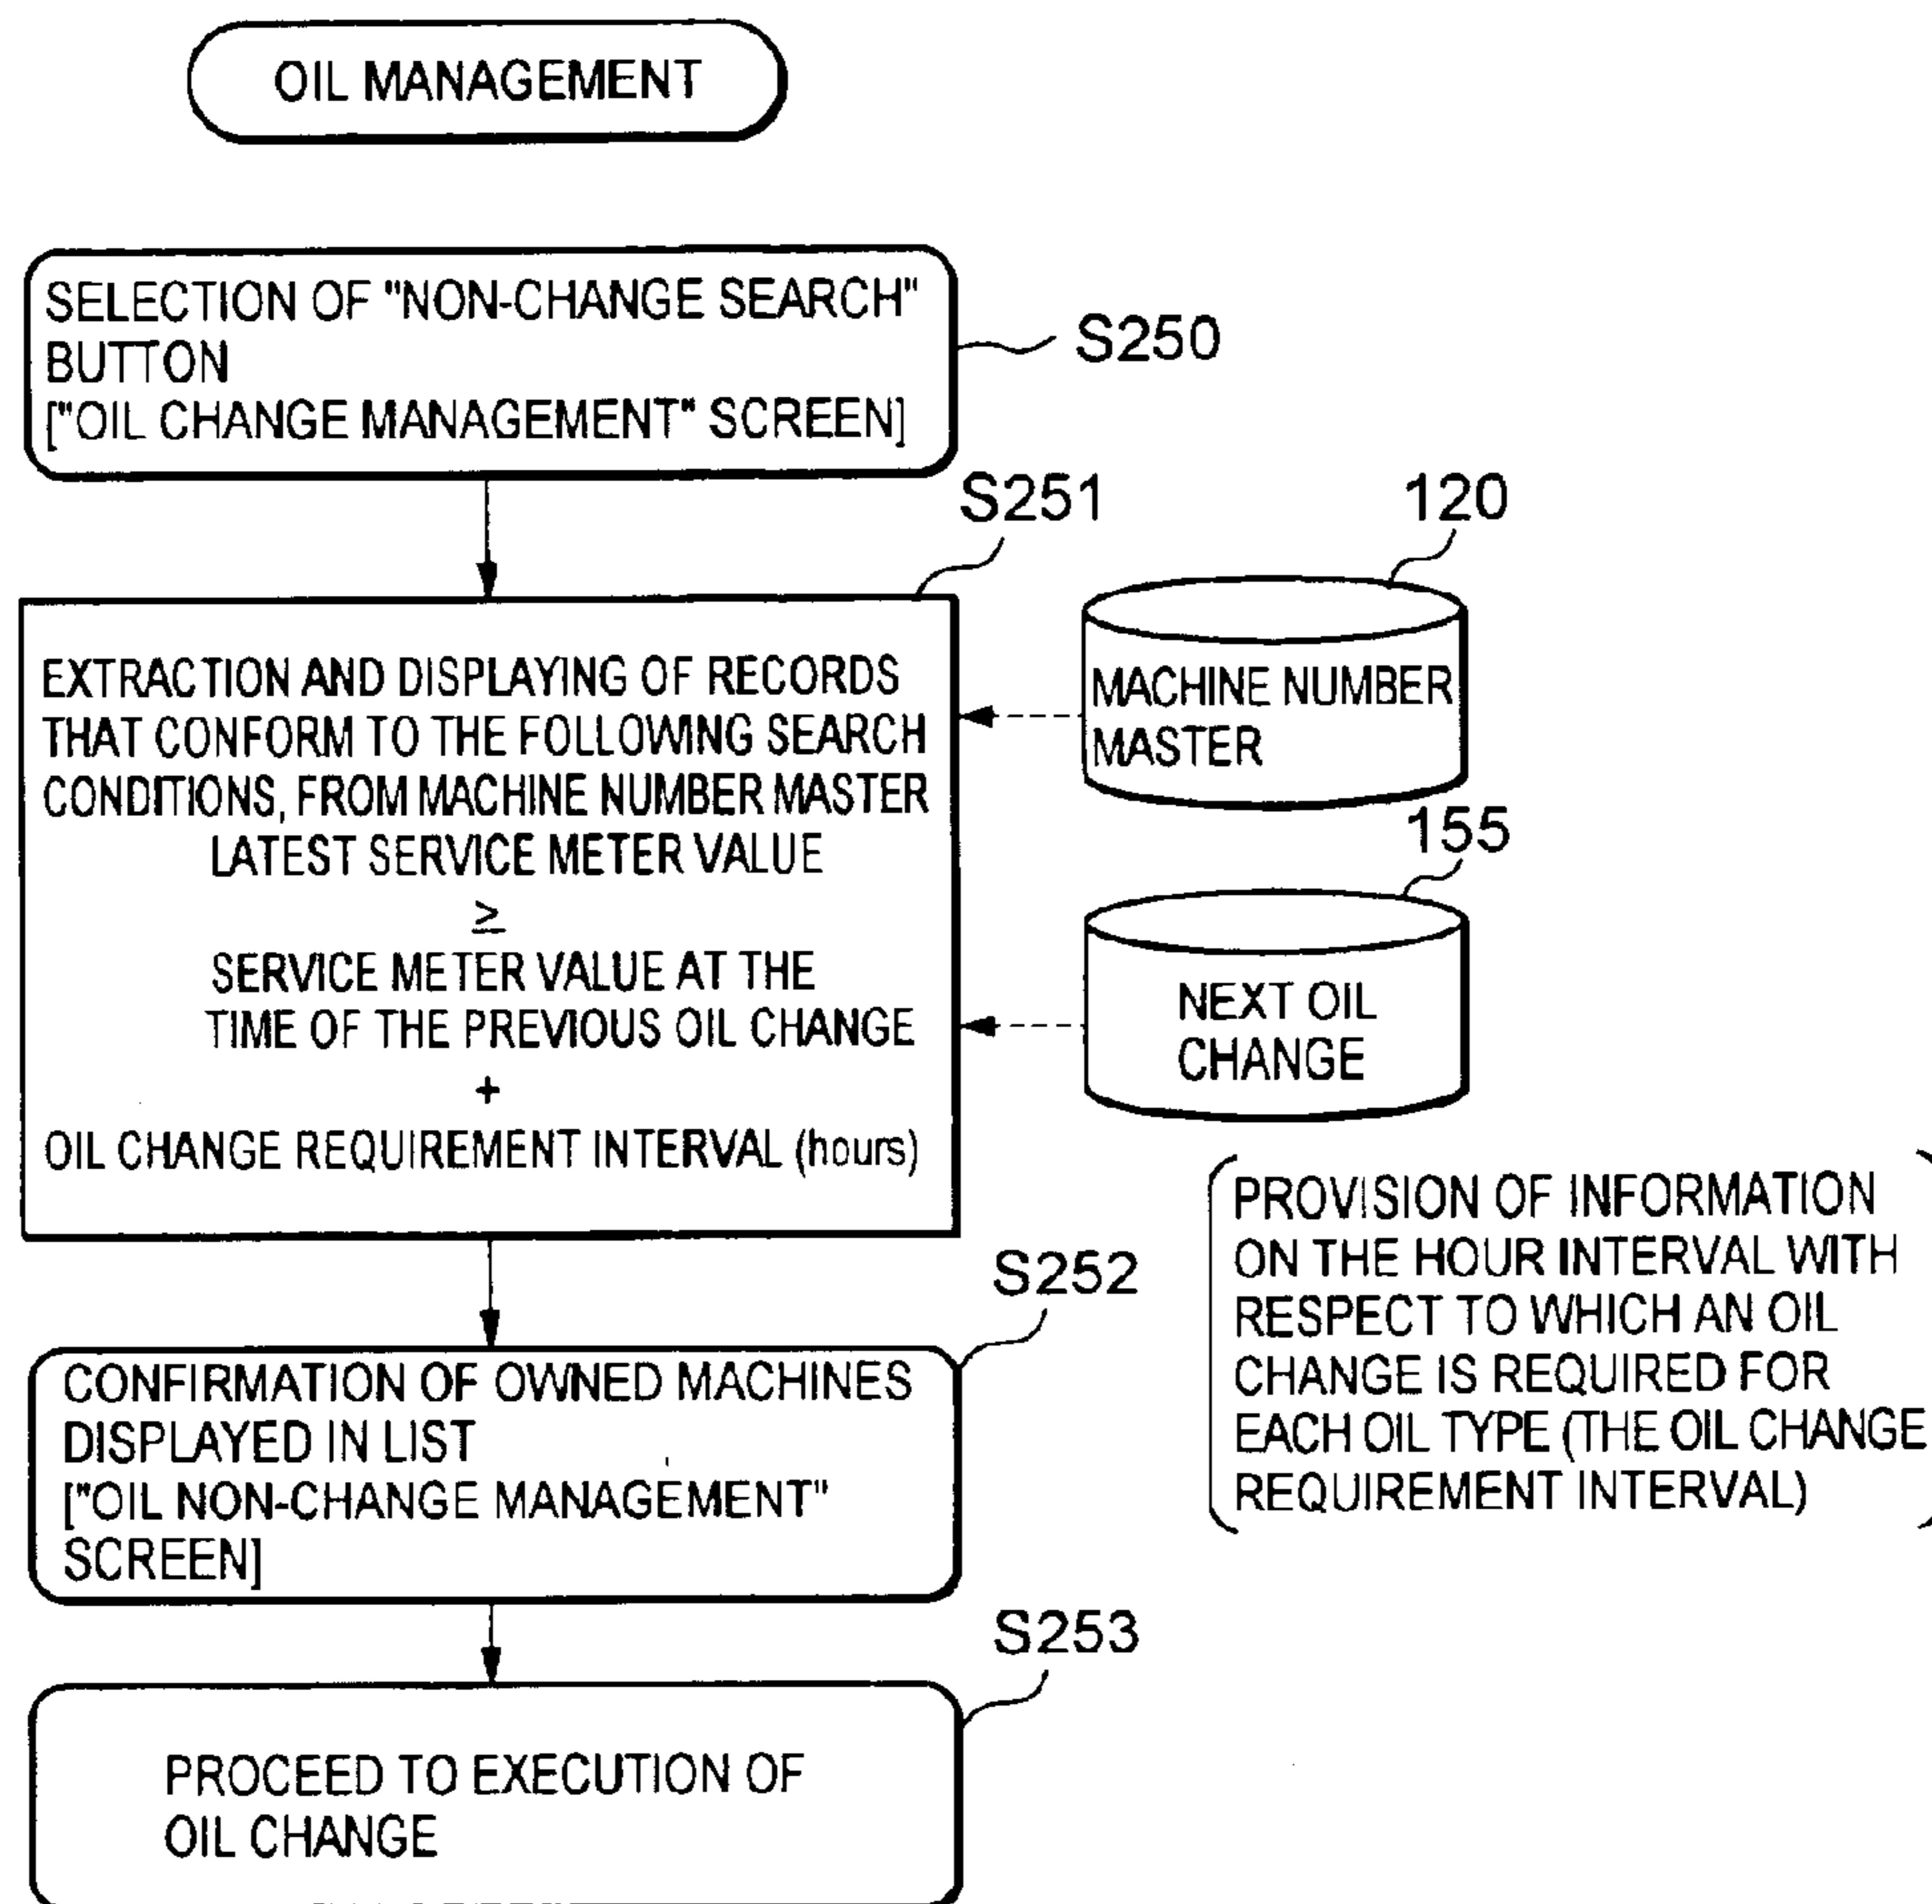 OIL MANAGEMENT
SELECTION OF "NON-CHANGE SEARCH"
BUTTON
["OIL CHANGE MANAGEMENT" SCREEN]
S250
S251
EXTRACTION AND DISPLAYING OF RECORDS
THAT CONFORM TO THE FOLLOWING SEARCH
CONDITIONS, FROM MACHINE NUMBER MASTER
LATEST SERVICE METER VALUE
≥
SERVICE METER VALUE AT THE
TIME OF THE PREVIOUS OIL CHANGE
+
OIL CHANGE REQUIREMENT INTERVAL (hours)
120
MACHINE NUMBER
MASTER
155
NEXT OIL
CHANGE
PROVISION OF INFORMATION
ON THE HOUR INTERVAL WITH
RESPECT TO WHICH AN OIL
CHANGE IS REQUIRED FOR
EACH OIL TYPE (THE OIL CHANGE
REQUIREMENT INTERVAL)
S252
CONFIRMATION OF OWNED MACHINES
DISPLAYED IN LIST
["OIL NON-CHANGE MANAGEMENT"
SCREEN]
S253
PROCEED TO EXECUTION OF
OIL CHANGE